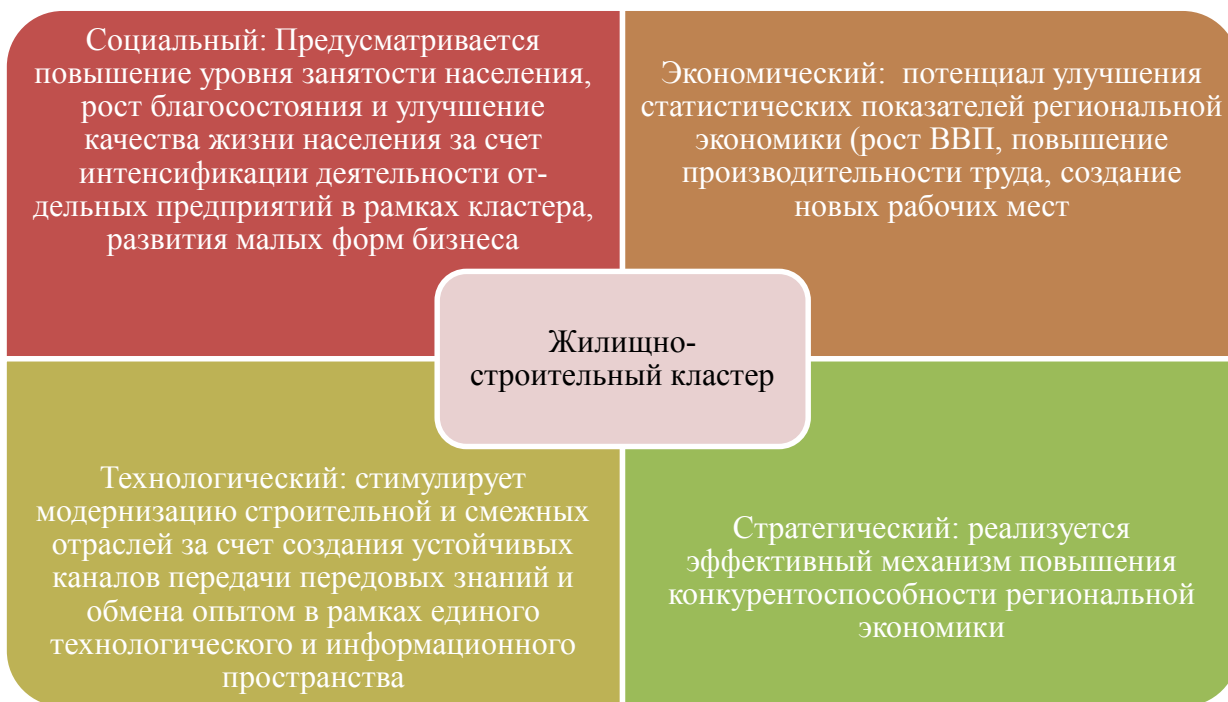 Социальный: Предусматривается
повышение уровня занятости населения,
рост благосостояния и улучшение
качества жизни населения за счет
интенсификации деятельности от-
дельных предприятий в рамках кластера,
развития малых форм бизнеса
Экономический:  потенциал улучшения
статистических показателей региональной
экономики (рост ВВП, повышение
производительности труда, создание
новых рабочих мест
Жилищно-
строительный кластер
Технологический: стимулирует
модернизацию строительной и смежных
отраслей за счет создания устойчивых
каналов передачи передовых знаний и
обмена опытом в рамках единого
технологического и информационного
пространства
Стратегический: реализуется
эффективный механизм повышения
конкурентоспособности региональной
экономики